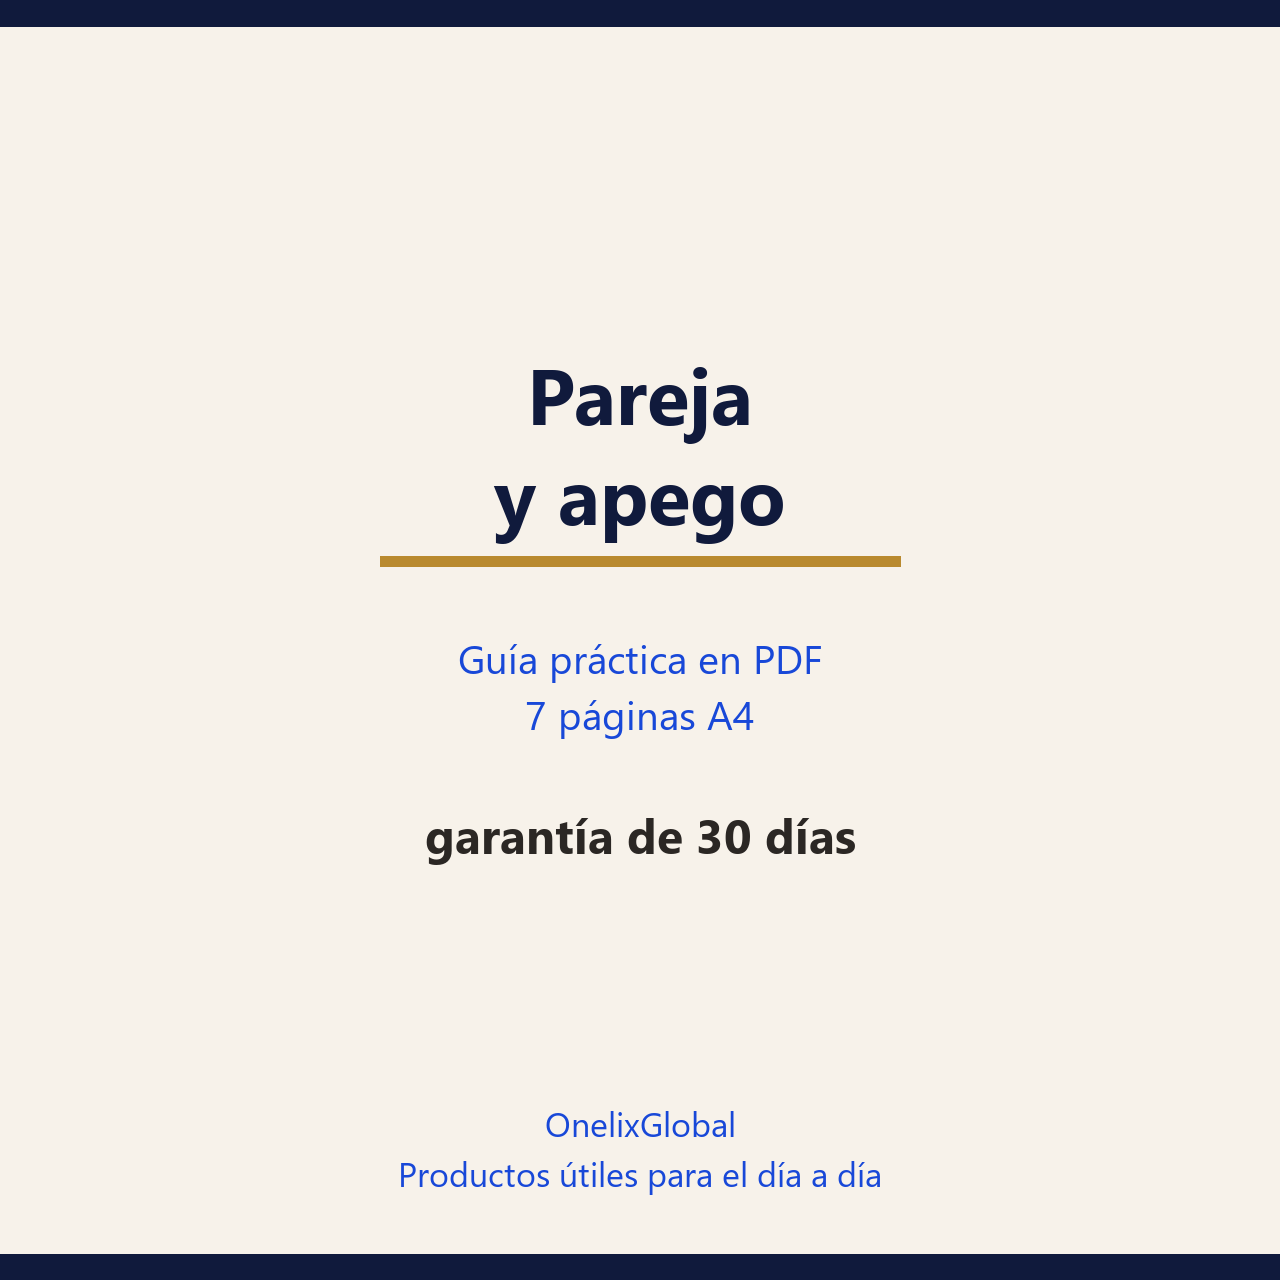 Pareja
y apego
Guía práctica en PDF
7 páginas A4
garantía de 30 días
OnelixGlobal
Productos útiles para el día a día